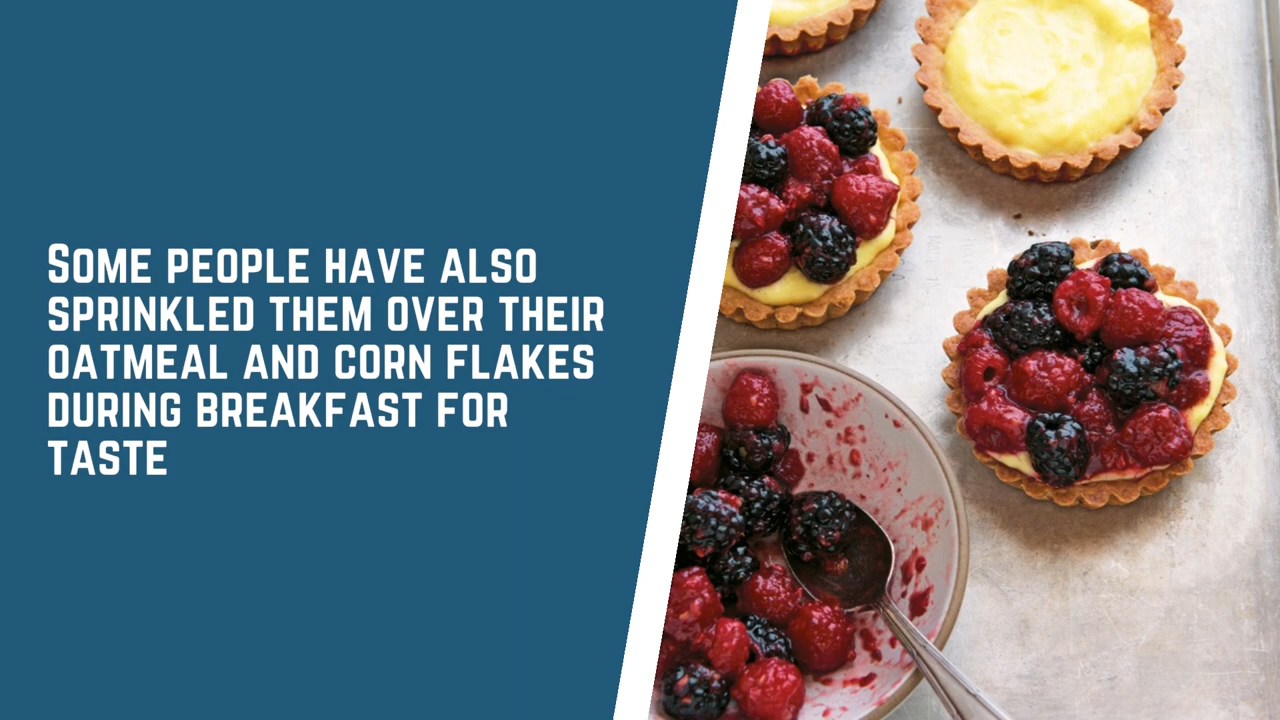 Some people have also
sprinkled them over their
oatmeal and corn flakes
during breakfast for
taste